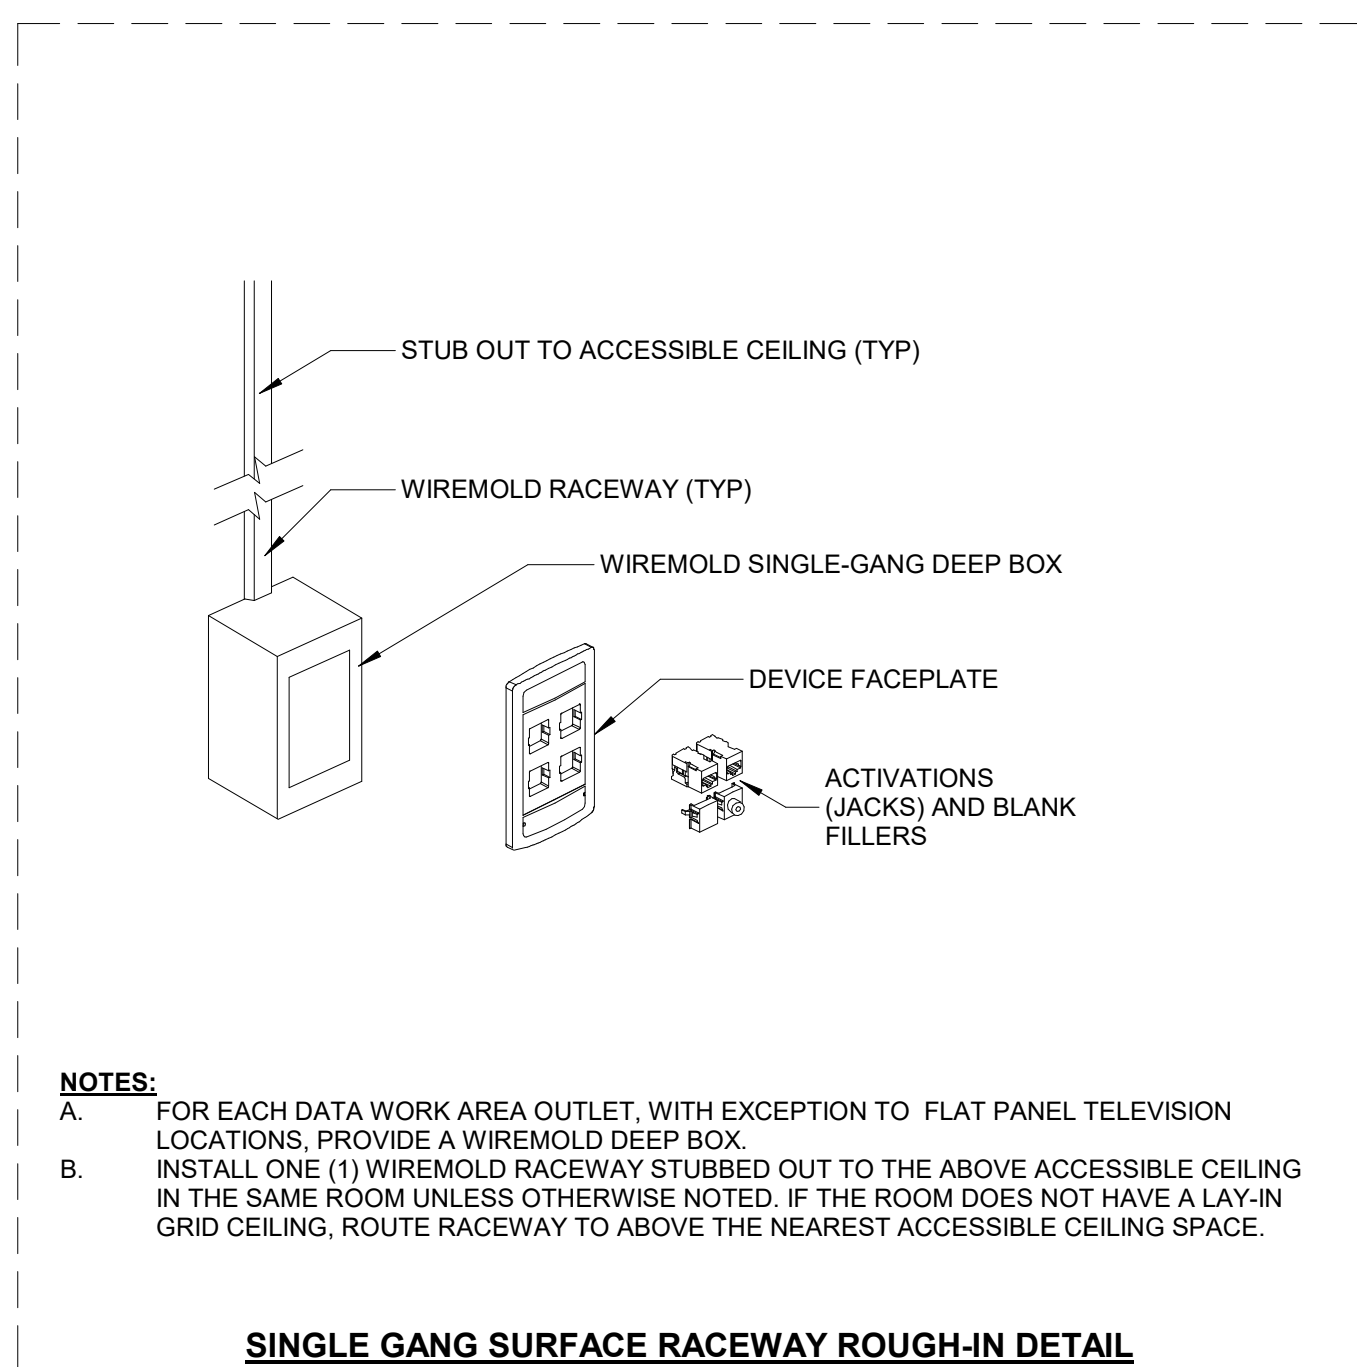 STUB OUT TO ACCESSIBLE CEILING (TYP)
WIREMOLD RACEWAY (TYP)
WIREMOLD SINGLE-GANG DEEP BOX
DEVICE FACEPLATE
ACTIVATIONS
(JACKS) AND BLANK
FILLERS
NOTES:
A. FOR EACH DATA WORK AREA OUTLET, WITH EXCEPTION TO FLAT PANEL TELEVISION
LOCATIONS, PROVIDE A WIREMOLD DEEP BOX.
B. INSTALL ONE (1) WIREMOLD RACEWAY STUBBED OUT TO THE ABOVE ACCESSIBLE CEILING
IN THE SAME ROOM UNLESS OTHERWISE NOTED. IF THE ROOM DOES NOT HAVE A LAY-IN
GRID CEILING, ROUTE RACEWAY TO ABOVE THE NEAREST ACCESSIBLE CEILING SPACE.
SINGLE GANG SURFACE RACEWAY ROUGH-IN DETAIL